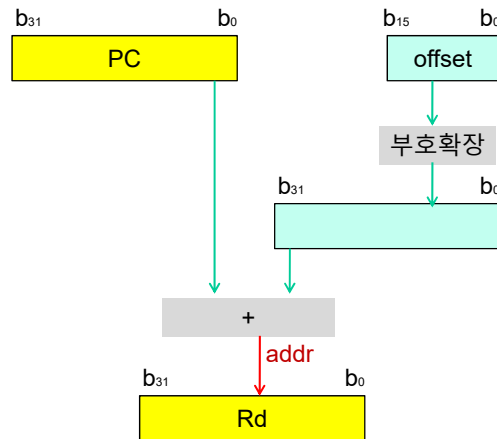 b31 b0 b15 b0
PC offset
부호확장
b31 b0
+
addr
b31 b0
Rd